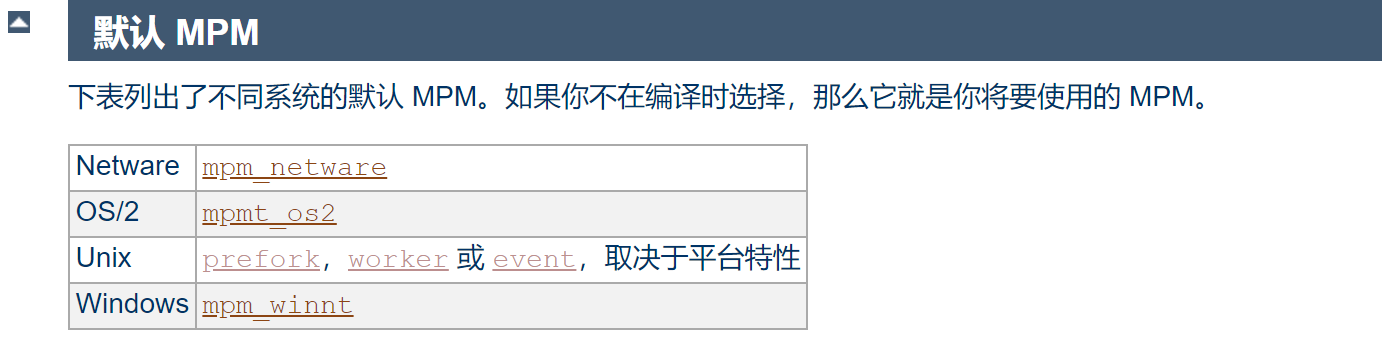 默认 MPM
下表列出了不同系统的默认 MPM。如果你不在编译时选择，那么它就是你将要使用的 MPM。
Netware mpm_netware
OS/2 mpmt_os2
Unix prefork，worker 或 event，取决于平台特性
Windows mpm_winnt